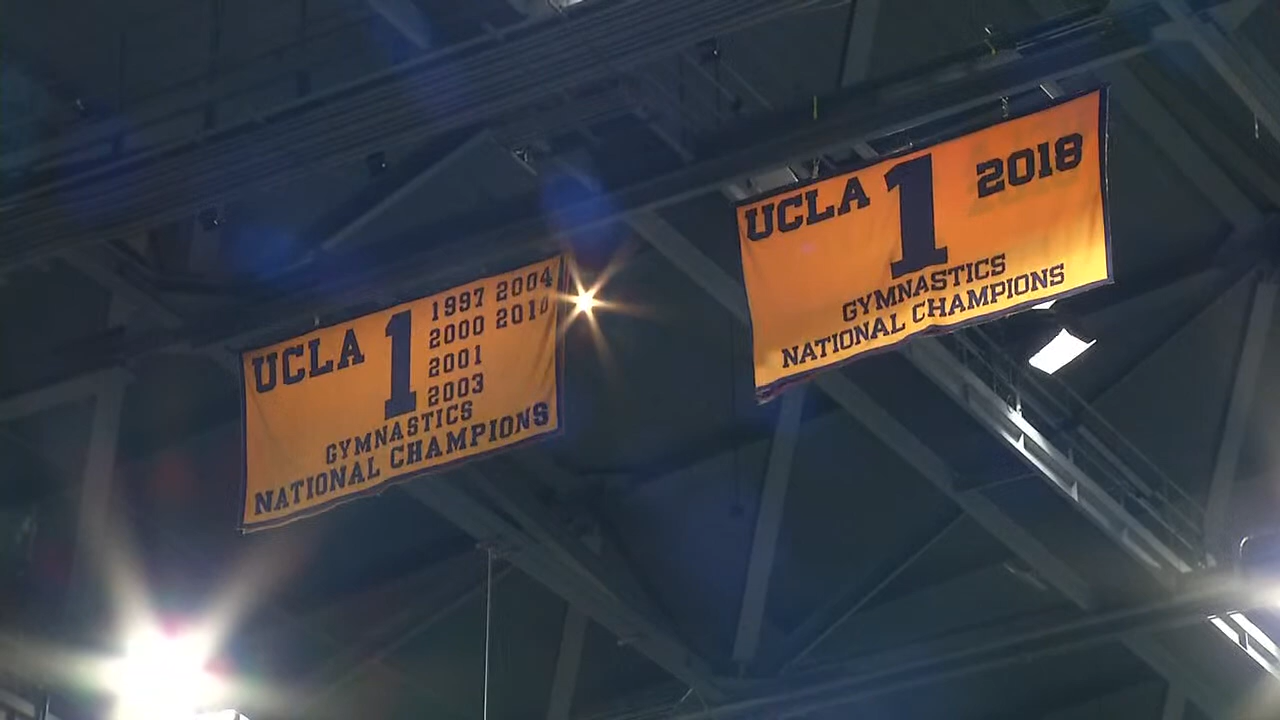 UCLA 1 1997 2004
2000 2010
2001
2003
GYMNASTICS
NATIONAL CHAMPIONS
UCLA 1 2018
GYMNASTICS
NATIONAL CHAMPIONS